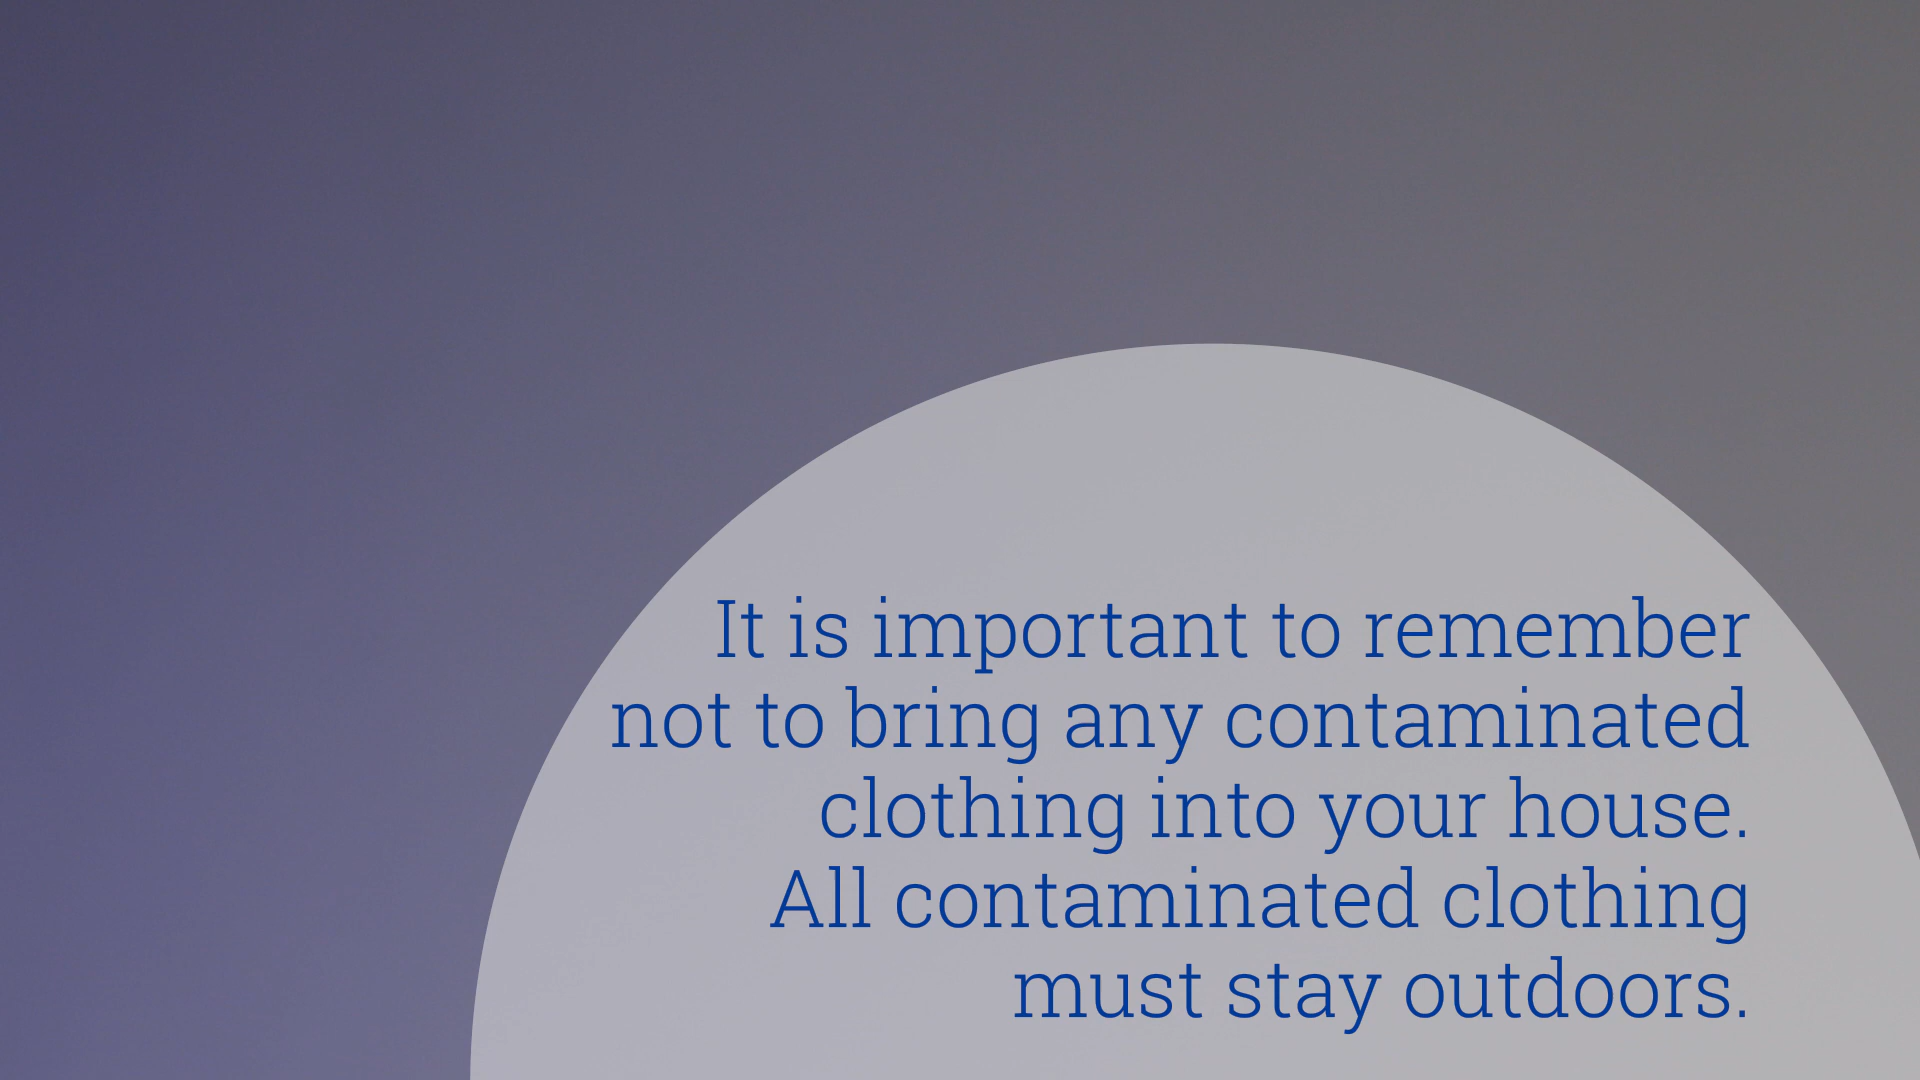 It is important to remember
not to bring any contaminated
clothing into your house.
All contaminated clothing
must stay outdoors.